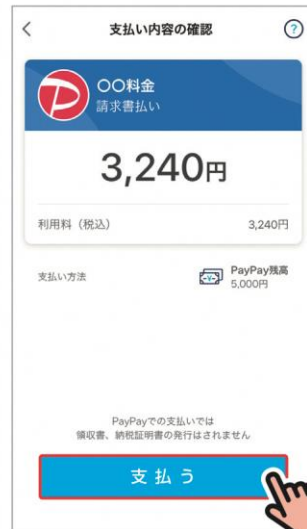 支払い内容の確認
?
〇〇料金
請求書払い
3,240円
利用料（税込） 3,240円
支払い方法 PayPay残高
5,000円
PayPayでの支払いでは
領収書、納税証明書の発行はされません
支払う